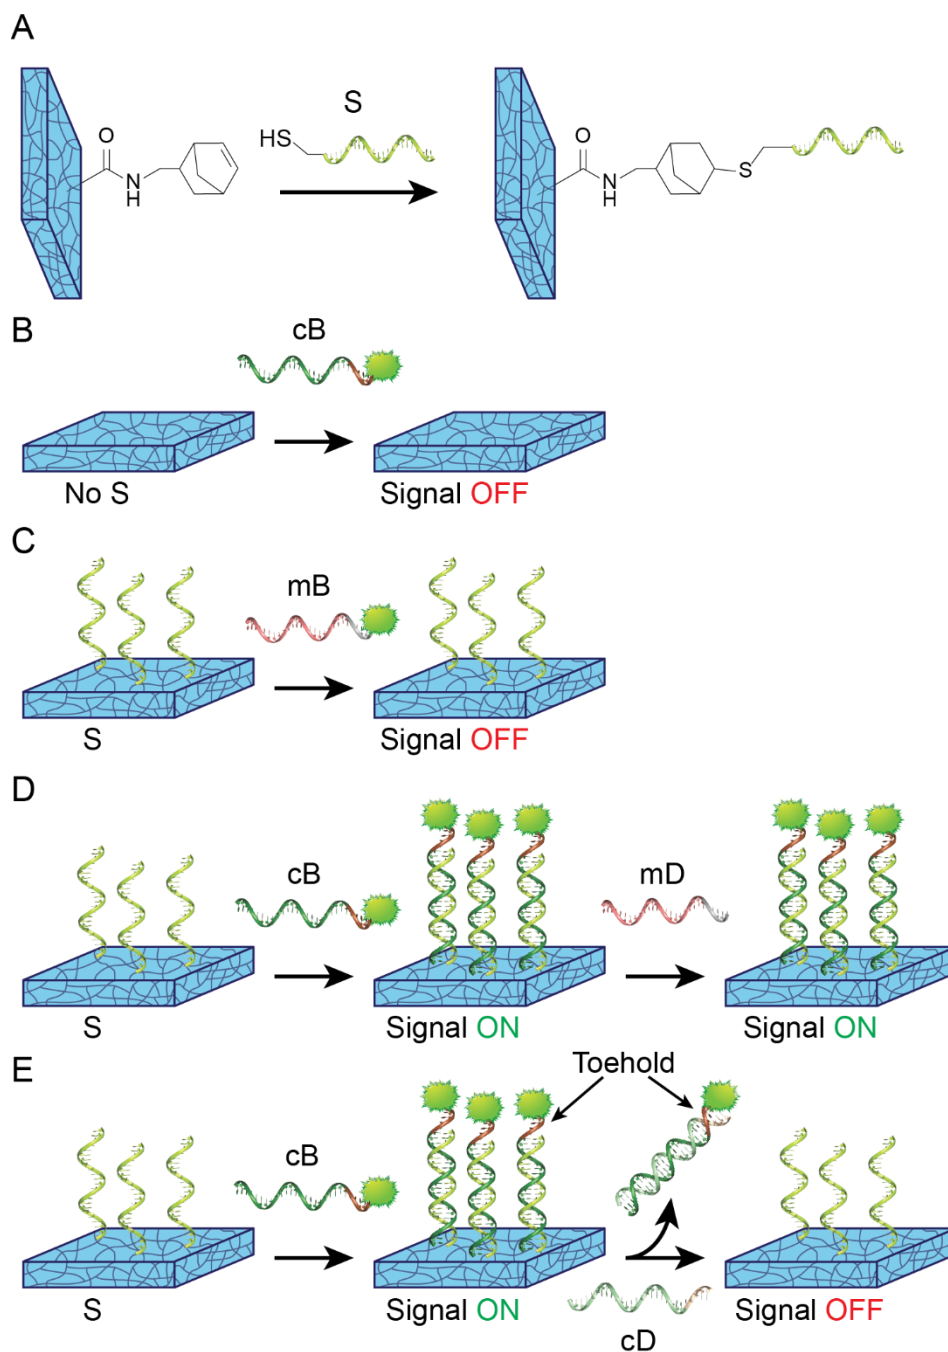 A
S
O
HS
N
H
O
N
H
S
B
cB
No S
Signal OFF
C
mB
S
Signal OFF
D
cB
mD
S
Signal ON
Signal ON
E
Toehold
cB
S
Signal ON
cD
Signal OFF